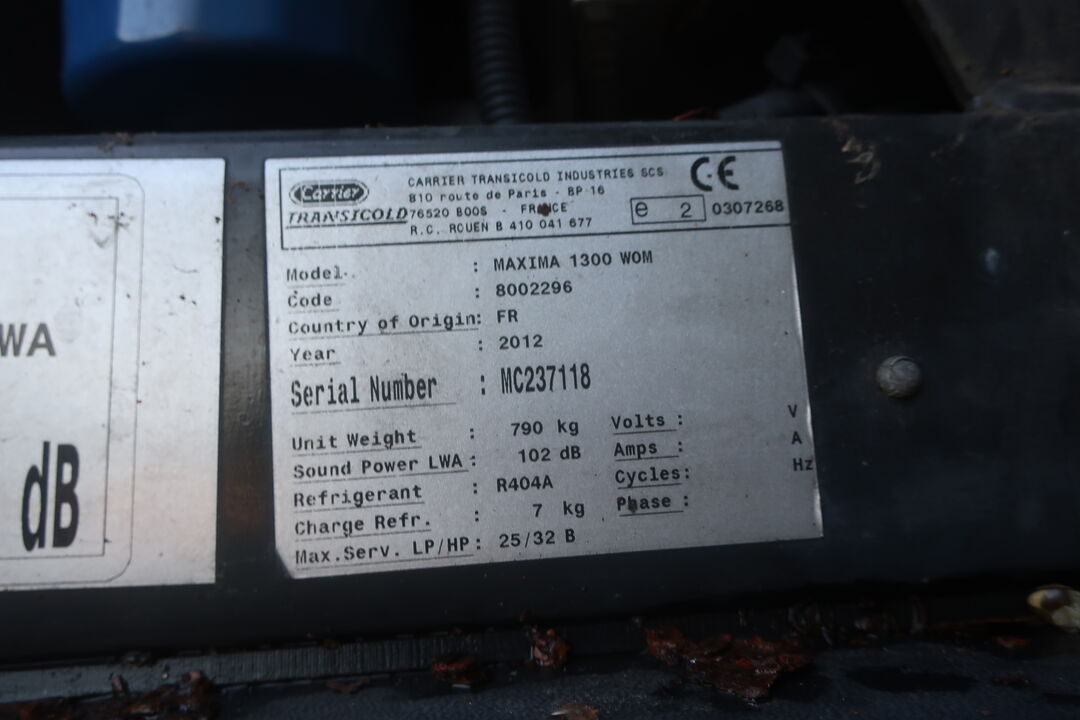 WA
dB
Carrier
TRANSICOLD
CARRIER TRANSICOLD INDUSTRIES SCS
810 route de Paris - BP 16
76520 BOOS - FRANCE
R.C. ROUEN B 410 041 677
CE
e 2 0307268
Model : MAXIMA 1300 WOM
Code : 8002296
Country of Origin: FR
Year : 2012
Serial Number : MC237118
Unit Weight : 790 kg Volts : V
Sound Power LWA : 102 dB Amps : A
Refrigerant : R404A Cycles: Hz
Charge Refr. : 7 kg Phase :
Max.Serv. LP/HP : 25/32 B